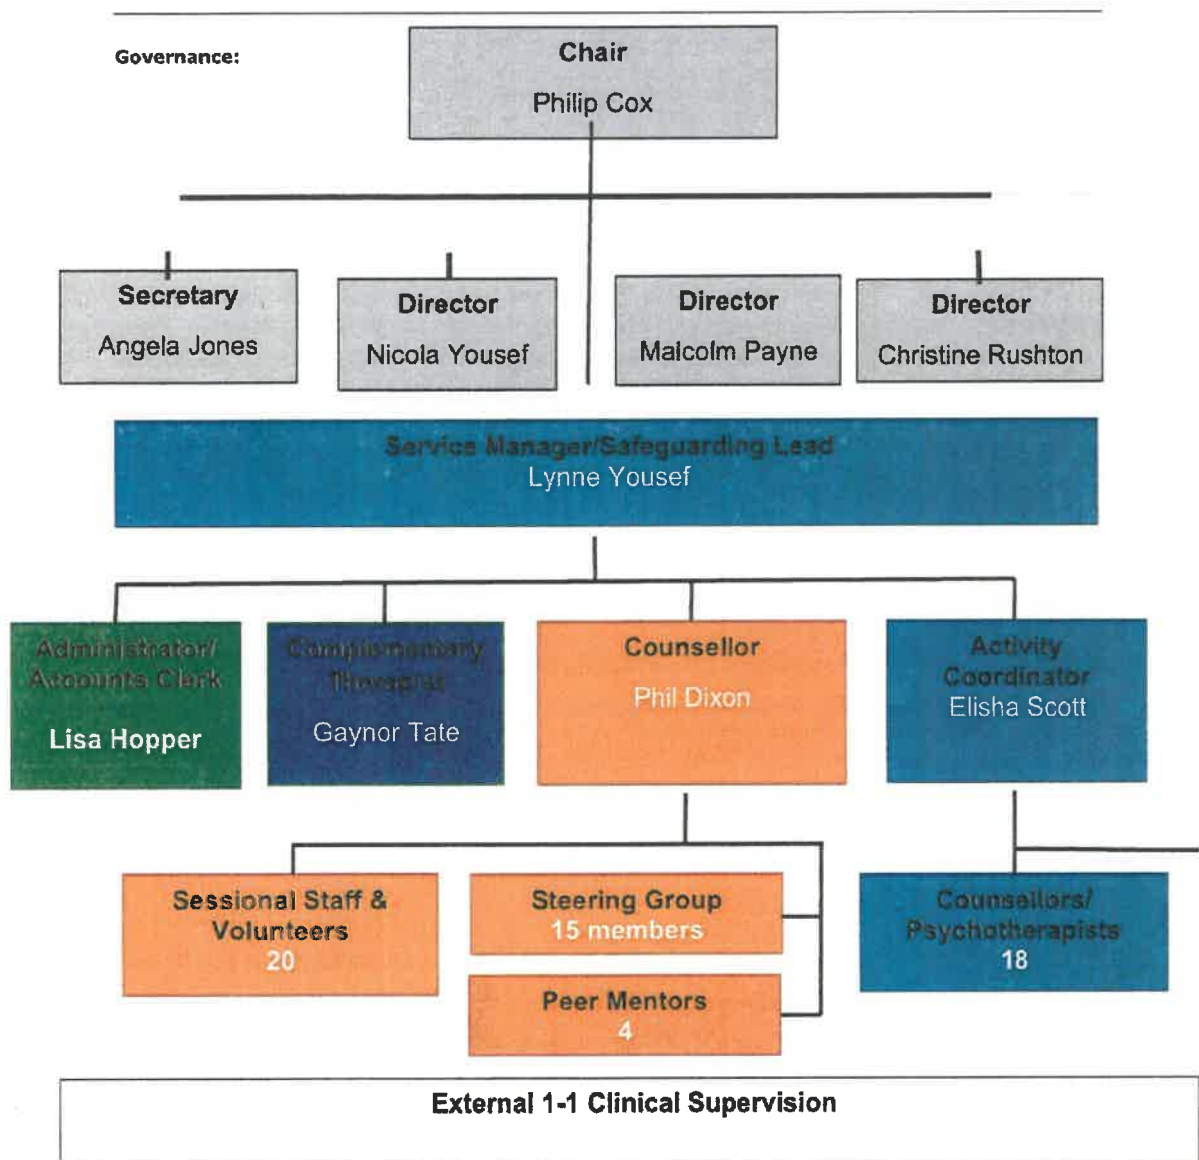 Governance:
Chair
Philip Cox
Secretary
Angela Jones
Director
Nicola Yousef
Director
Malcolm Payne
Director
Christine Rushton
Service Manager/Safeguarding Lead
Lynne Yousef
Administrator/
Accounts Clerk
Lisa Hopper
Complementary
Therapist
Gaynor Tate
Counsellor
Phil Dixon
Activity
Coordinator
Elisha Scott
Sessional Staff &
Volunteers
20
Steering Group
15 members
Peer Mentors
4
Counsellors/
Psychotherapists
18
External 1-1 Clinical Supervision